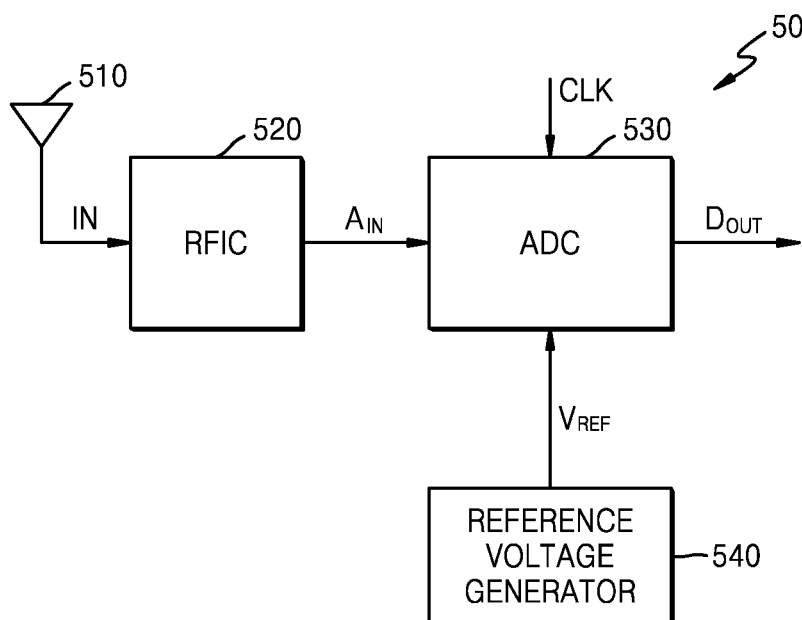 50
510
CLK
520
530
IN
RFIC
A_IN
ADC
D_OUT
V_REF
REFERENCE
VOLTAGE
GENERATOR
540